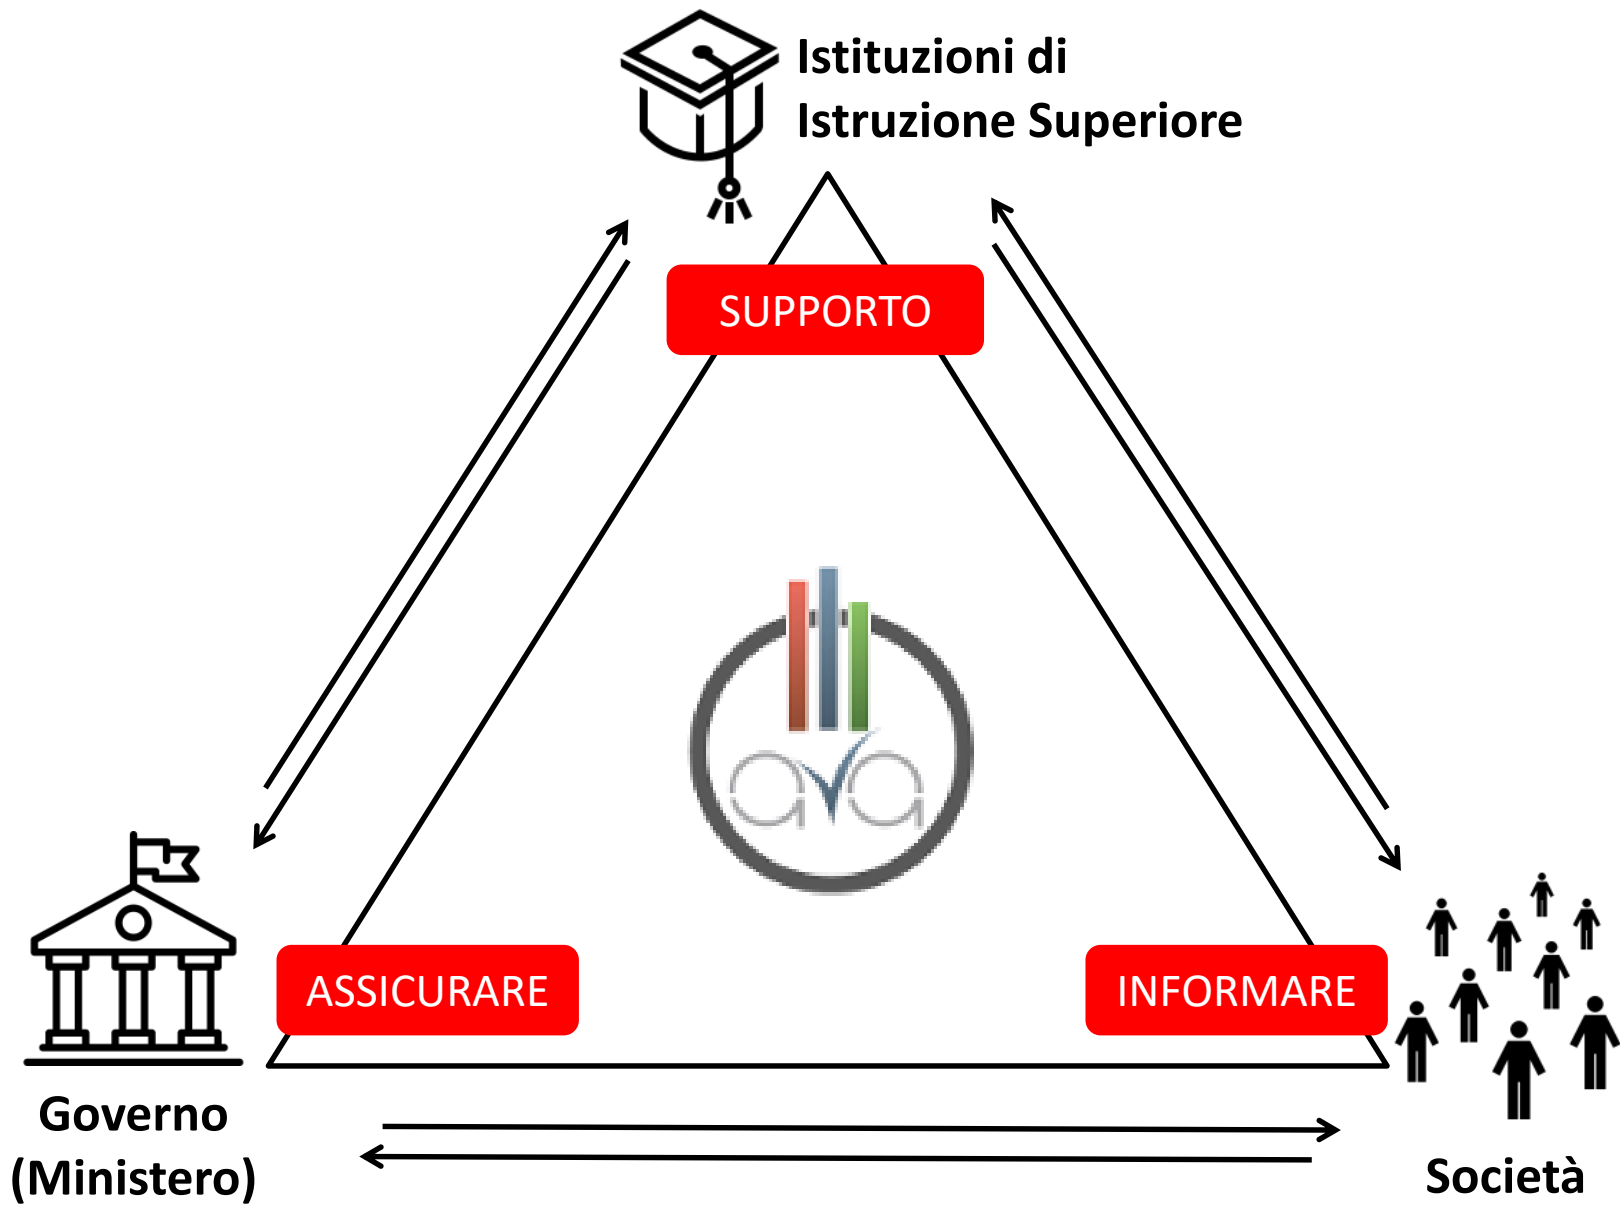 Istituzioni di
Istruzione Superiore
SUPPORTO
ava
ASSICURARE
INFORMARE
Governo
(Ministero)
Società